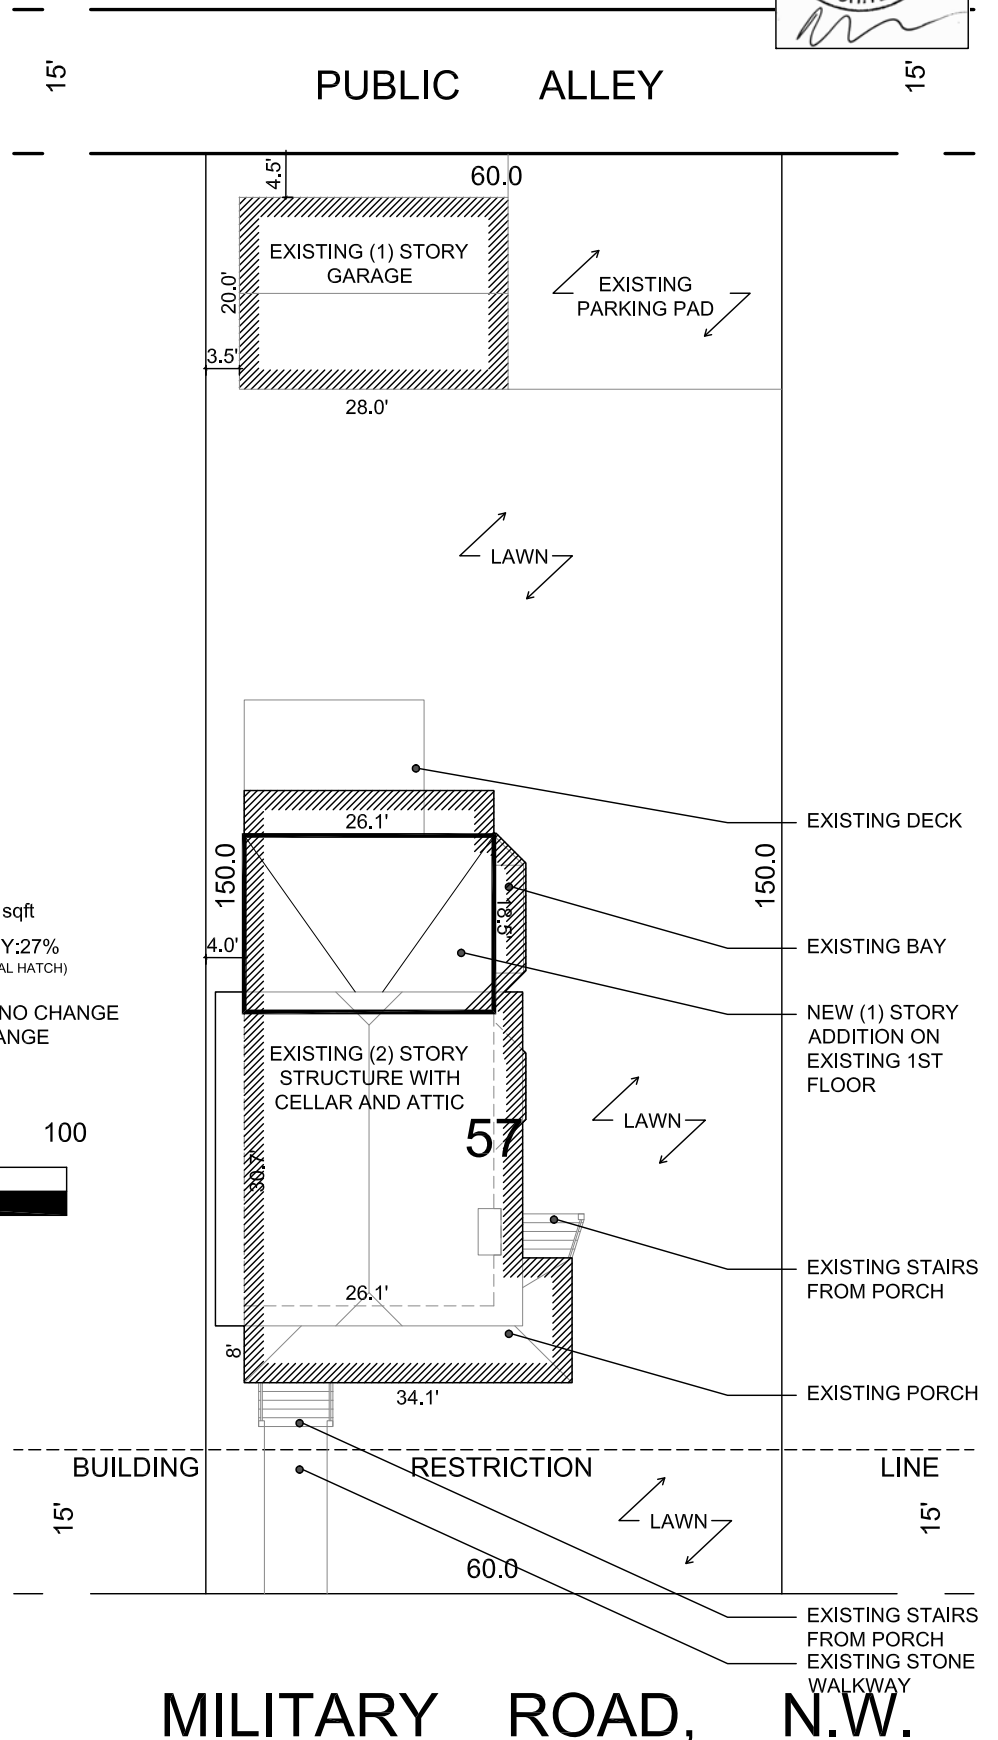 15'
15'
PUBLIC ALLEY
4.5'
60.0
EXISTING (1) STORY
GARAGE
20.0'
EXISTING
PARKING PAD
3.5'
28.0'
LAWN
EXISTING DECK
26.1'
150.0
150.0
18.5'
sqft
4.0'
Y:27%
AL HATCH)
EXISTING BAY
NO CHANGE
ANGE
NEW (1) STORY
ADDITION ON
EXISTING 1ST
FLOOR
EXISTING (2) STORY
STRUCTURE WITH
CELLAR AND ATTIC
57
LAWN
100
30.7'
EXISTING STAIRS
FROM PORCH
26.1'
8'
34.1'
EXISTING PORCH
BUILDING RESTRICTION LINE
15'
15'
LAWN
60.0
EXISTING STAIRS
FROM PORCH
EXISTING STONE
WALKWAY
MILITARY ROAD, N.W.